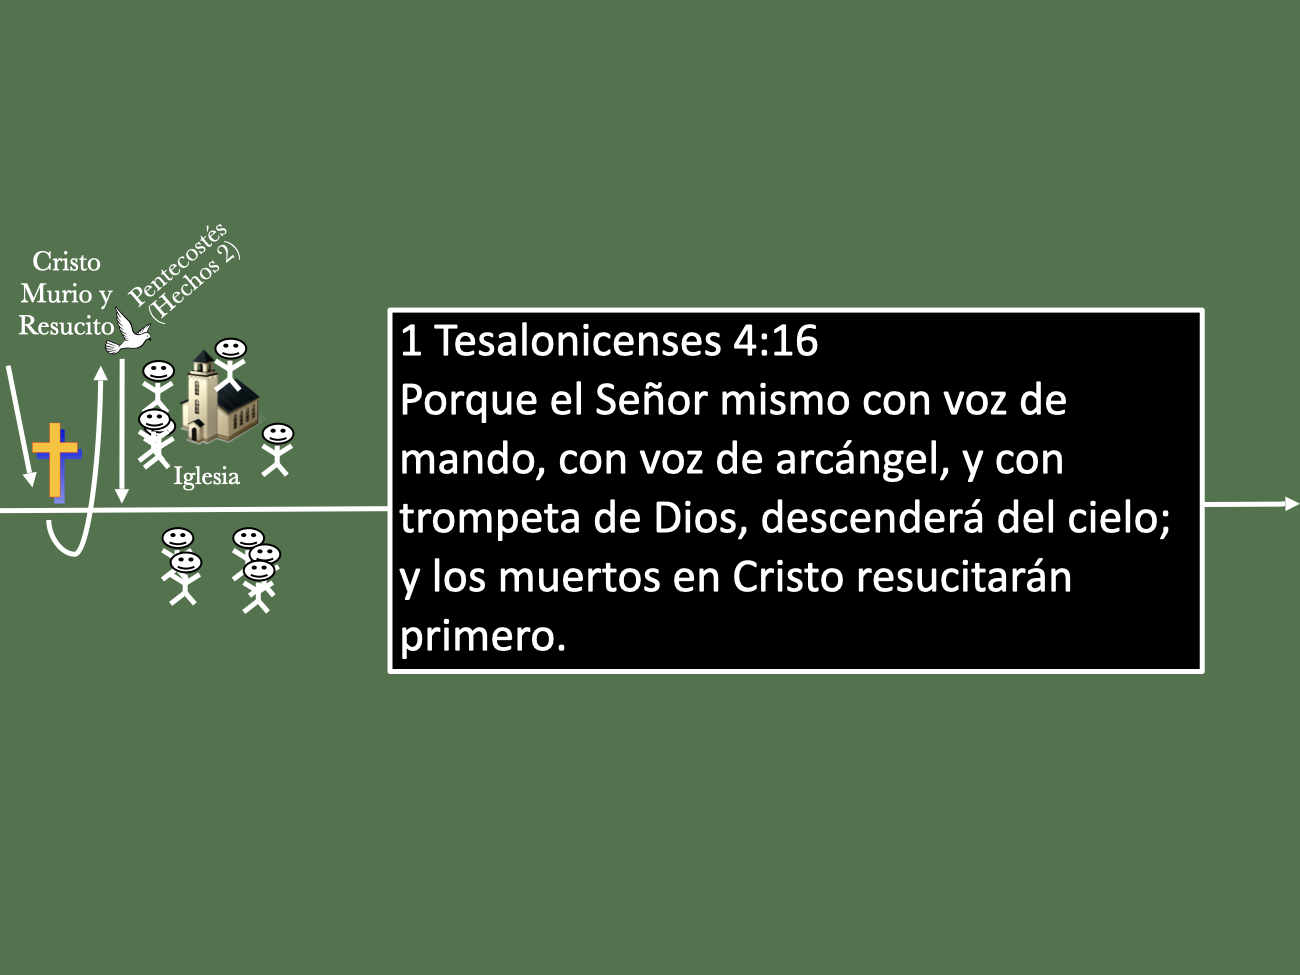 Cristo
Murio y
Resucito
Pentecostés
(Hechos 2)
Iglesia
1 Tesalonicenses 4:16
Porque el Señor mismo con voz de
mando, con voz de arcángel, y con
trompeta de Dios, descenderá del cielo;
y los muertos en Cristo resucitarán
primero.